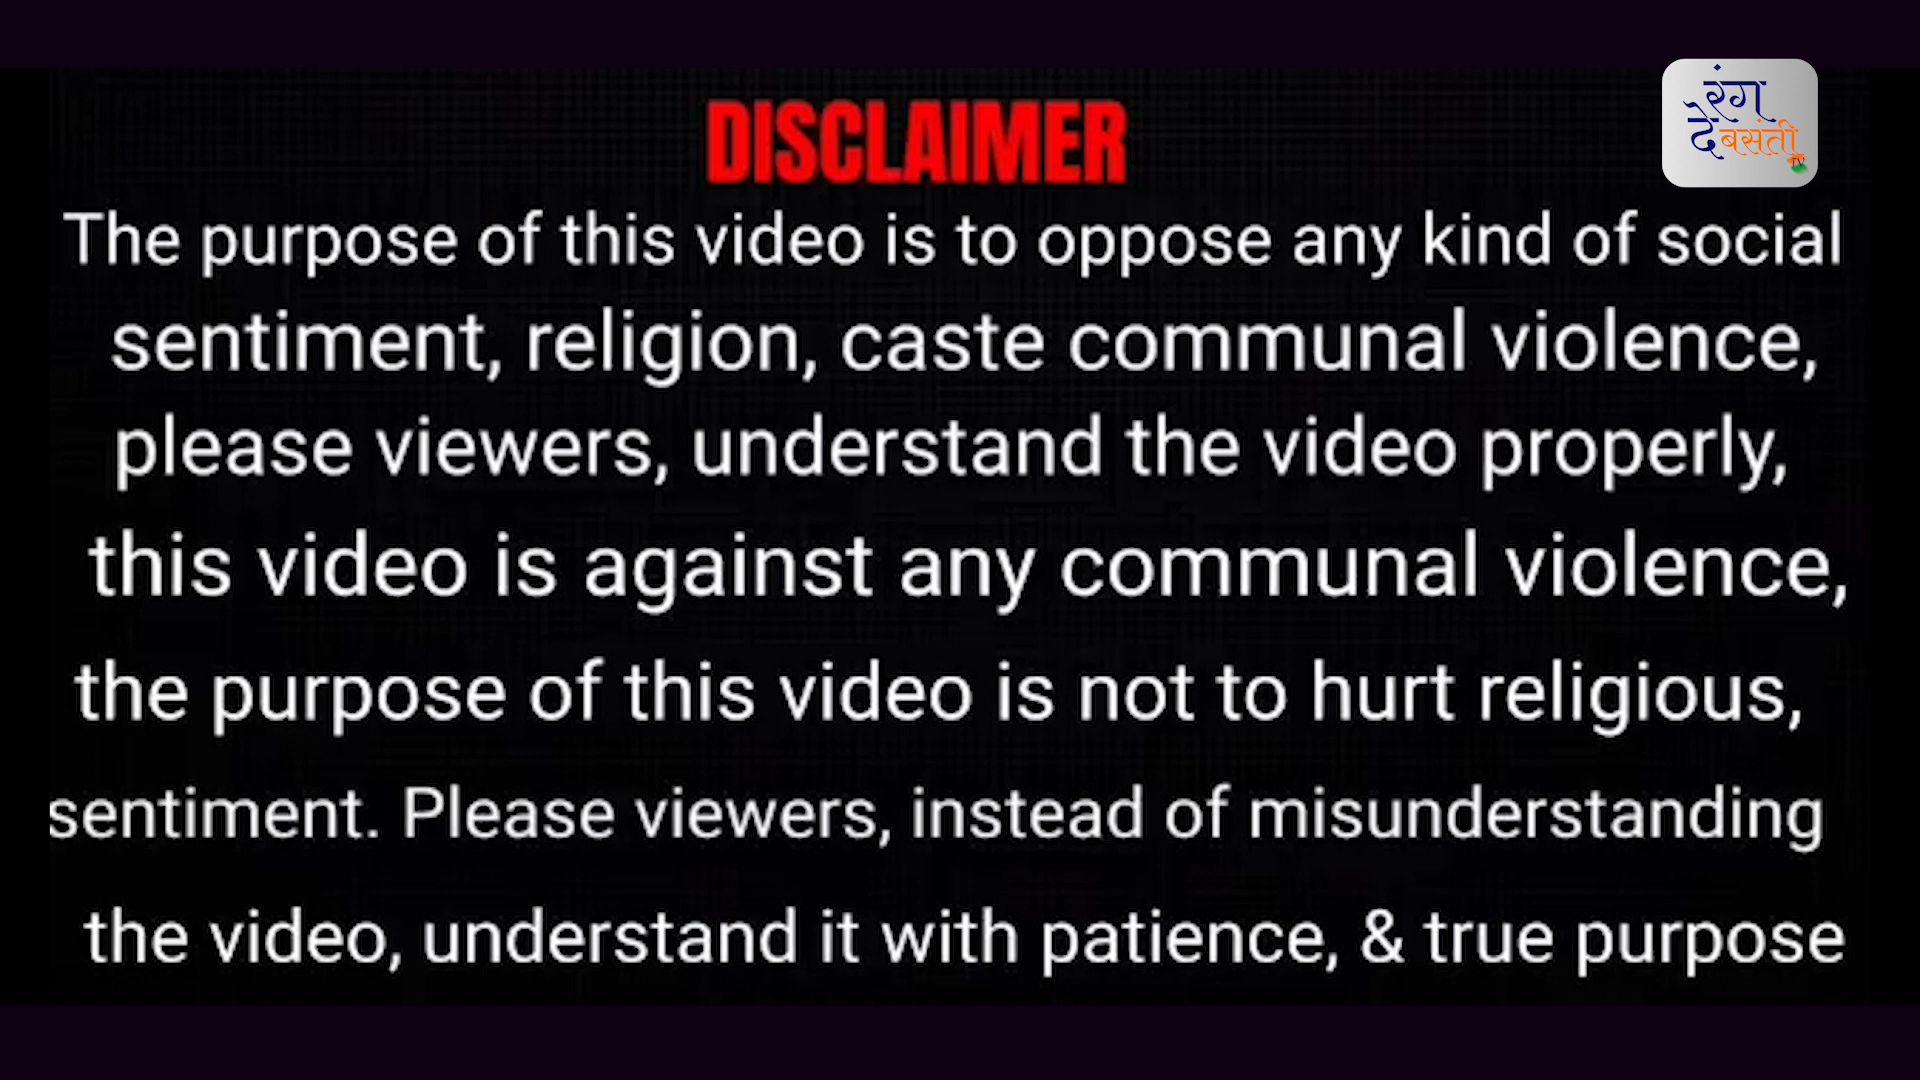 DISCLAIMER
रंग
दे बसंती
The purpose of this video is to oppose any kind of social
sentiment, religion, caste communal violence,
please viewers, understand the video properly,
this video is against any communal violence,
the purpose of this video is not to hurt religious,
sentiment. Please viewers, instead of misunderstanding
the video, understand it with patience, & true purpose